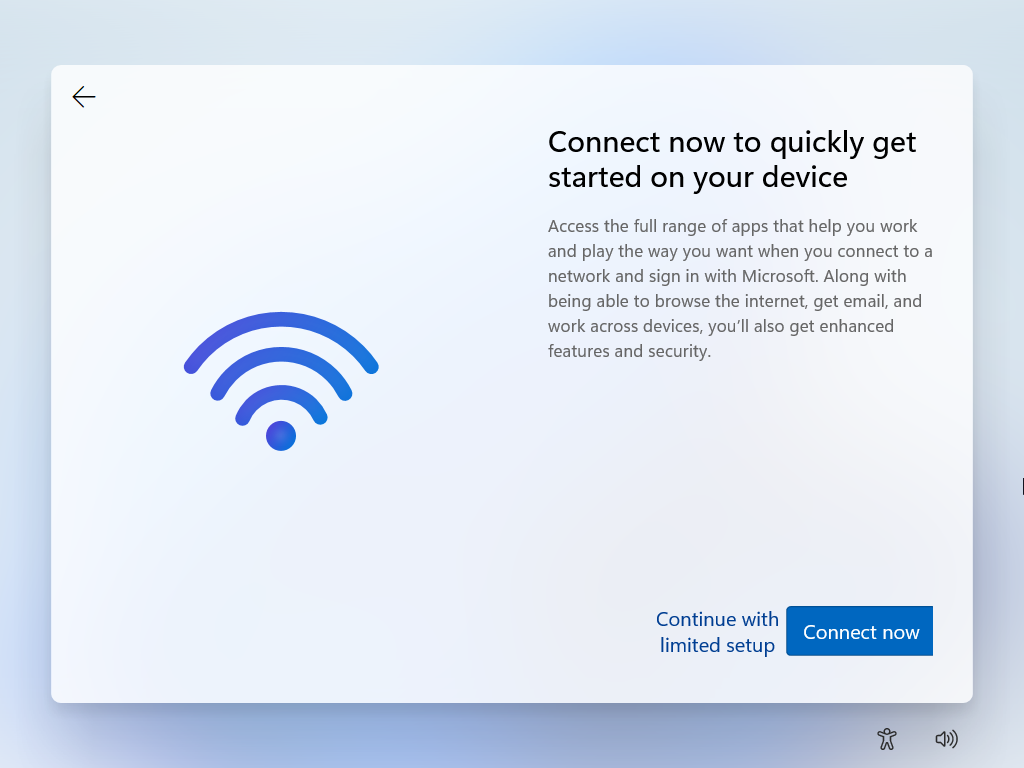 Connect now to quickly get
started on your device
Access the full range of apps that help you work
and play the way you want when you connect to a
network and sign in with Microsoft. Along with
being able to browse the internet, get email, and
work across devices, you’ll also get enhanced
features and security.
Continue with
limited setup
Connect now